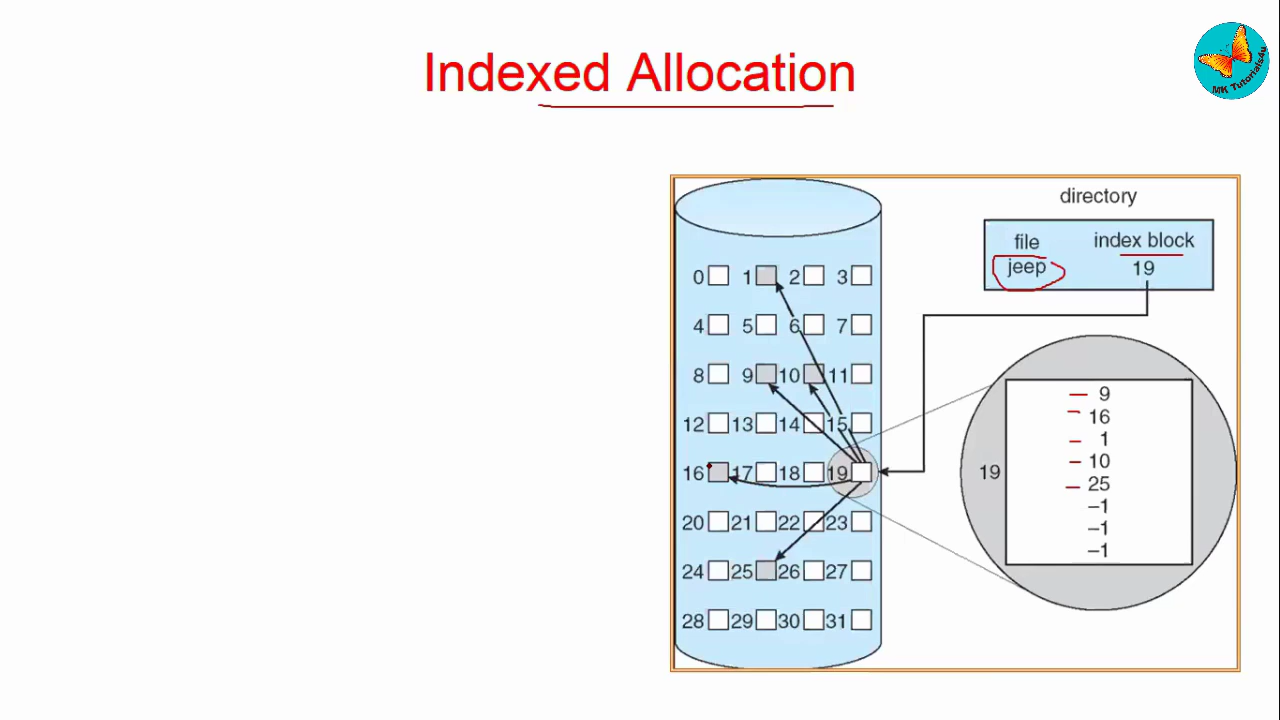 Indexed Allocation
MK Tutorials4u
directory
file index block
jeep 19
0 1 2 3
4 5 6 7
8 9 10 11
12 13 14 15
16 17 18 19
20 21 22 23
24 25 26 27
28 29 30 31
19
9
16
1
10
25
–1
–1
–1